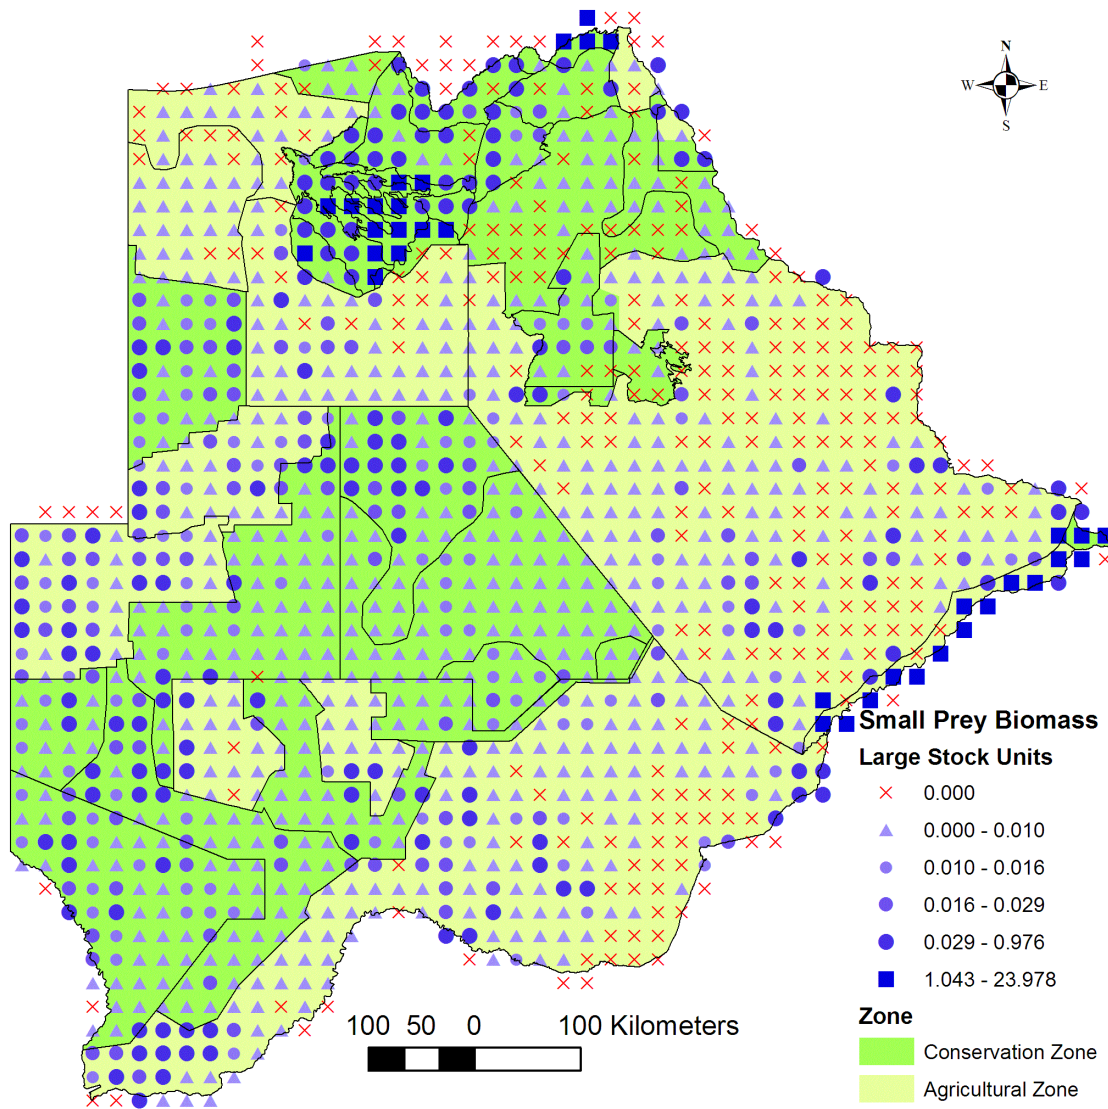 N
W E
S
Small Prey Biomass
Large Stock Units
0.000
0.000 - 0.010
0.010 - 0.016
0.016 - 0.029
0.029 - 0.976
1.043 - 23.978
Zone
Conservation Zone
Agricultural Zone
100 50 0 100 Kilometers